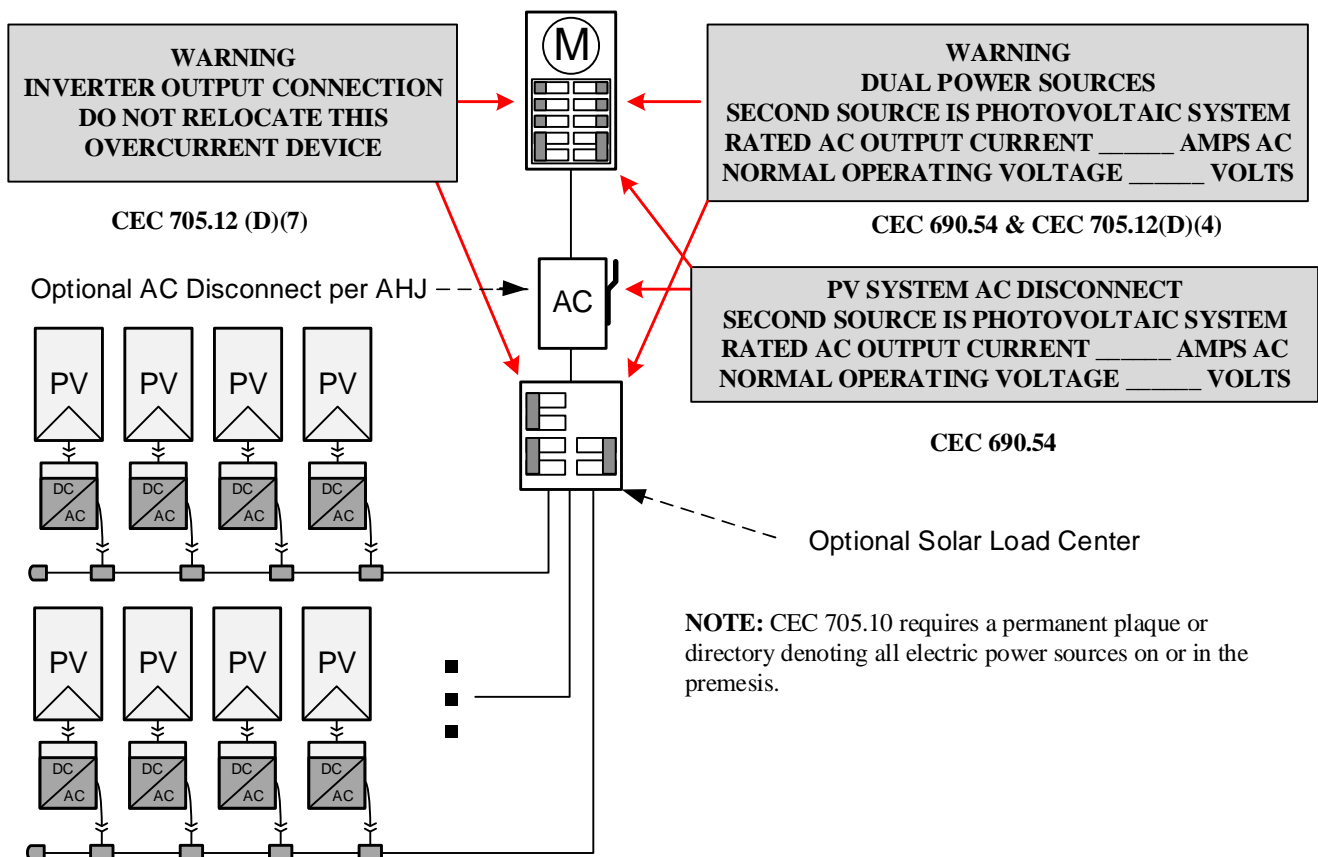 WARNING
INVERTER OUTPUT CONNECTION
DO NOT RELOCATE THIS
OVERCURRENT DEVICE
CEC 705.12 (D)(7)
M
WARNING
DUAL POWER SOURCES
SECOND SOURCE IS PHOTOVOLTAIC SYSTEM
RATED AC OUTPUT CURRENT ______ AMPS AC
NORMAL OPERATING VOLTAGE ______ VOLTS
CEC 690.54 & CEC 705.12(D)(4)
Optional AC Disconnect per AHJ
AC
PV SYSTEM AC DISCONNECT
SECOND SOURCE IS PHOTOVOLTAIC SYSTEM
RATED AC OUTPUT CURRENT ______ AMPS AC
NORMAL OPERATING VOLTAGE ______ VOLTS
CEC 690.54
PV PV PV PV
DC DC DC DC
AC AC AC AC
Optional Solar Load Center
NOTE: CEC 705.10 requires a permanent plaque or
directory denoting all electric power sources on or in the
premesis.
PV PV PV PV
DC DC DC DC
AC AC AC AC